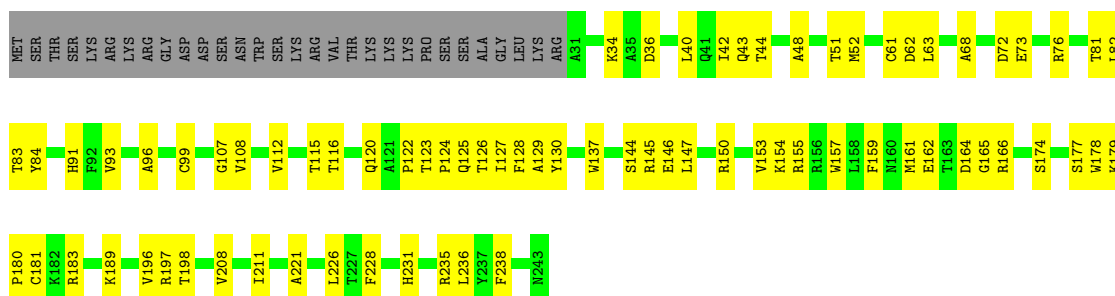 MET SER THR SER LYS ARG LYS ARG GLY ASP ASP SER ASN TRP SER LYS ARG VAL THR LYS LYS LYS PRO SER SER ALA GLY LEU LYS ARG A31 K34 A35 D36 L40 Q41 I42 Q43 T44 A48 T51 M52 C61 D62 L63 A68 D72 E73 R76 T81 L82
T83 Y84 H91 F92 V93 A96 C99 G107 V108 V112 T115 T116 Q120 A121 P122 T123 P124 Q125 T126 I127 F128 A129 Y130 W137 S144 R145 E146 L147 R150 V153 K154 R155 R156 W157 L158 F159 N160 M161 E162 T163 D164 G165 R166 S174 S177 W178 K179
P180 C181 K182 R183 K189 V196 R197 T198 V208 I211 A221 L226 T227 F228 H231 R235 L236 Y237 F238 N243